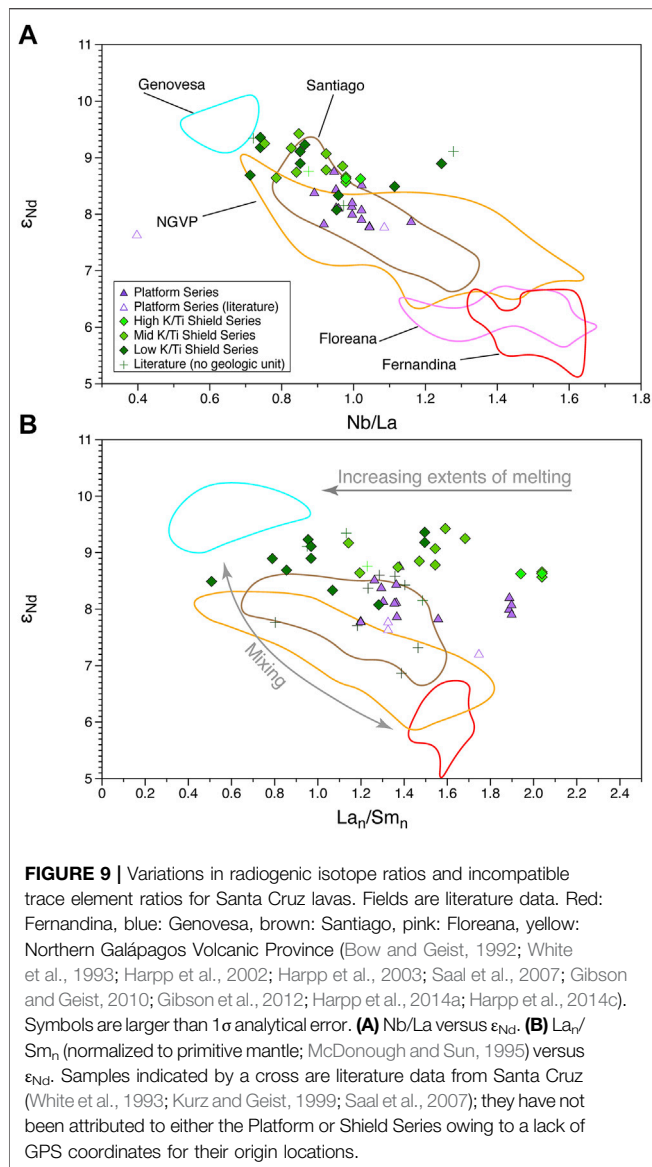 A
11
10
9
8
7
6
5
εNd
Genovesa
Santiago
NGVP
Floreana
Fernandina
Platform Series
Platform Series (literature)
High K/Ti Shield Series
Mid K/Ti Shield Series
Low K/Ti Shield Series
Literature (no geologic unit)
0.4 0.6 0.8 1.0 1.2 1.4 1.6 1.8
Nb/La
B
11
10
9
8
7
6
5
εNd
Increasing extents of melting
Mixing
0 0.2 0.4 0.6 0.8 1.0 1.2 1.4 1.6 1.8 2.0 2.2 2.4
Lan/Smn
FIGURE 9 | Variations in radiogenic isotope ratios and incompatible
trace element ratios for Santa Cruz lavas. Fields are literature data. Red:
Fernandina, blue: Genovesa, brown: Santiago, pink: Floreana, yellow:
Northern Galápagos Volcanic Province (Bow and Geist, 1992; White
et al., 1993; Harpp et al., 2002; Harpp et al., 2003; Saal et al., 2007; Gibson
and Geist, 2010; Gibson et al., 2012; Harpp et al., 2014a; Harpp et al., 2014c).
Symbols are larger than 1σ analytical error. (A) Nb/La versus εNd. (B) Lan/
Smn (normalized to primitive mantle; McDonough and Sun, 1995) versus
εNd. Samples indicated by a cross are literature data from Santa Cruz
(White et al., 1993; Kurz and Geist, 1999; Saal et al., 2007); they have not
been attributed to either the Platform or Shield Series owing to a lack of
GPS coordinates for their origin locations.